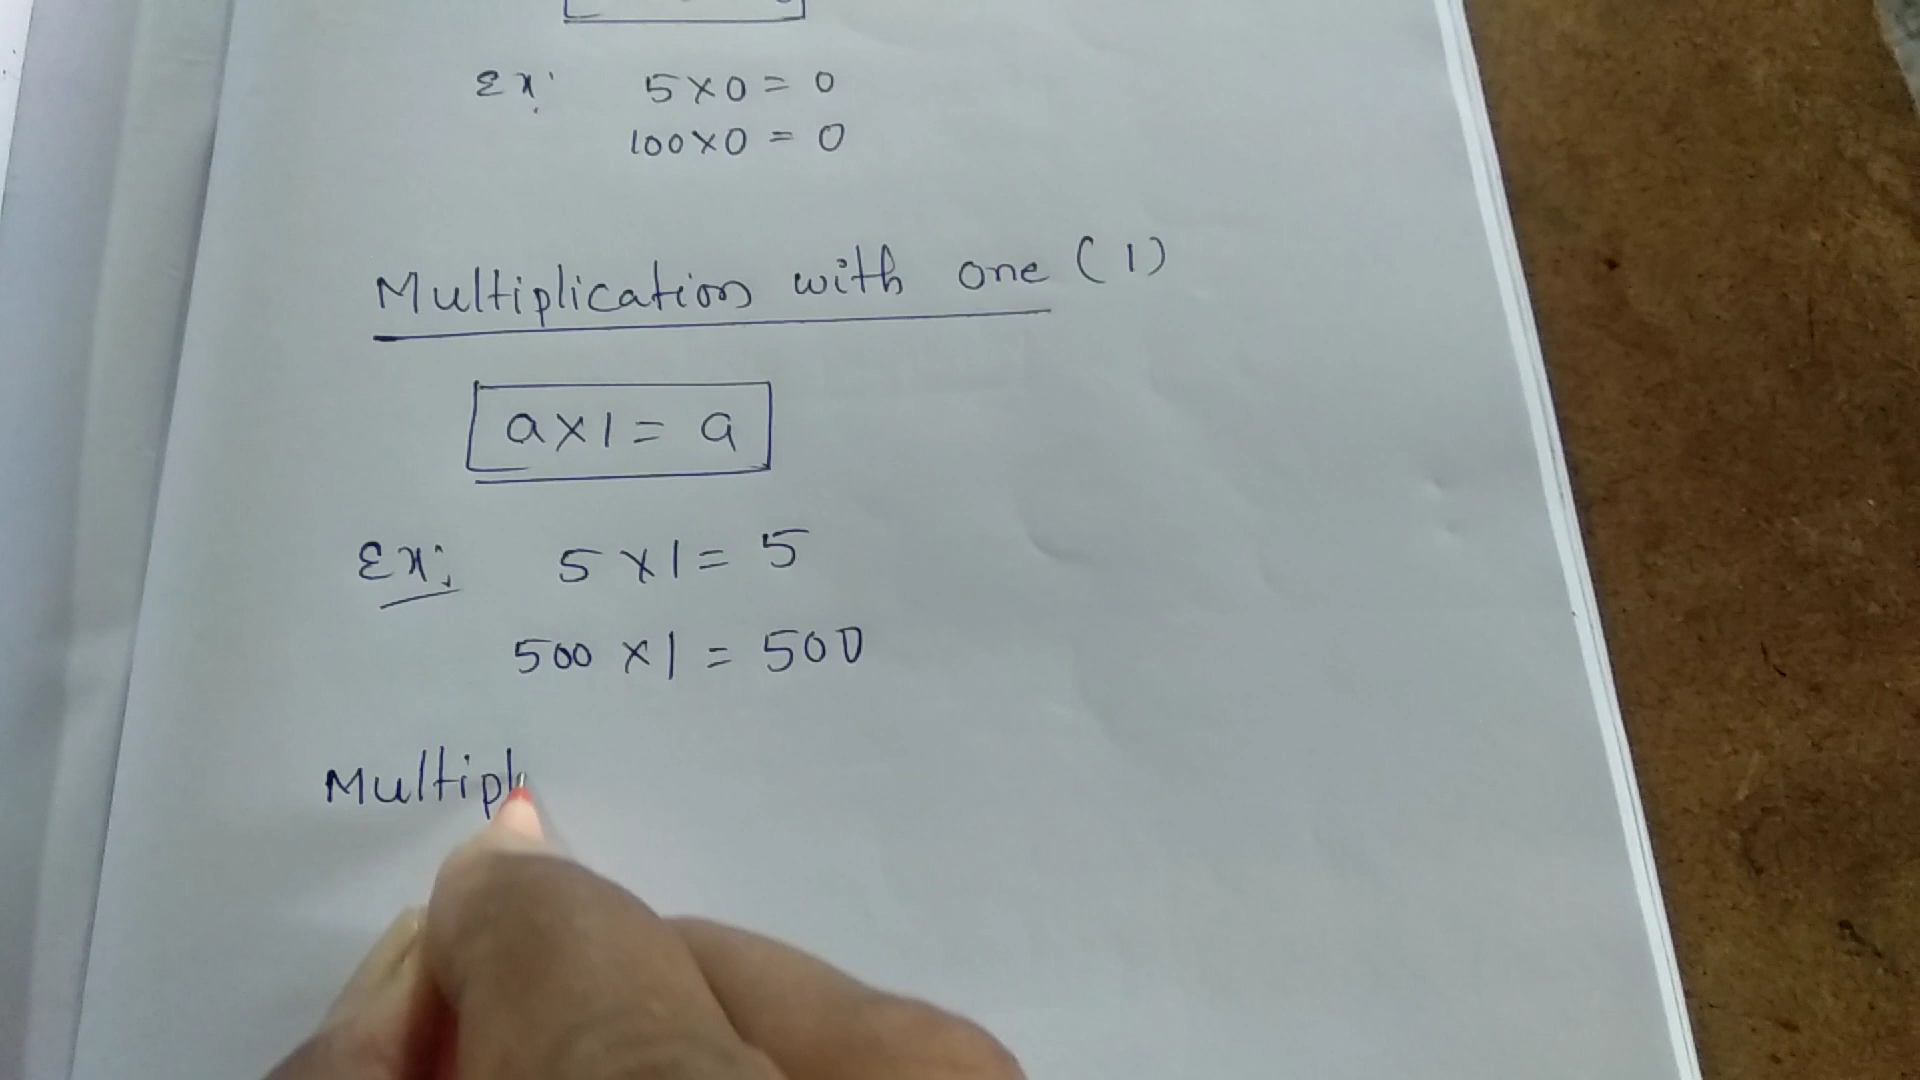 Ex: 5×0 = 0
100×0 = 0
Multiplication with one (1)
a×1 = a
Ex: 5×1 = 5
500×1 = 500
Multipl